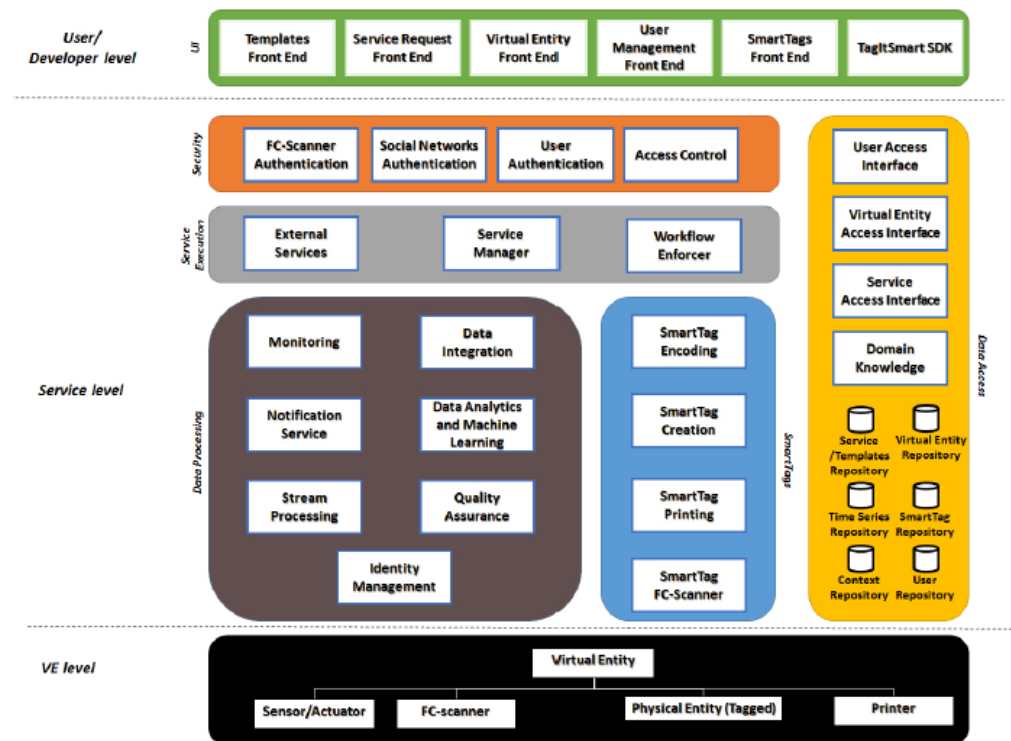 User/
Developer level
UI
Templates
Front End
Service Request
Front End
Virtual Entity
Front End
User
Management
Front End
SmartTags
Front End
TagItSmart SDK
Service level
Security
FC-Scanner
Authentication
Social Networks
Authentication
User
Authentication
Access Control
Service
Execution
External
Services
Service
Manager
Workflow
Enforcer
Data Processing
Monitoring
Data
Integration
Notification
Service
Data Analytics
and Machine
Learning
Stream
Processing
Quality
Assurance
Identity
Management
SmartTag
Encoding
SmartTag
Creation
SmartTag
Printing
SmartTag
FC-Scanner
SmartTags
User Access
Interface
Virtual Entity
Access Interface
Service
Access Interface
Domain
Knowledge
Service
/Templates
Repository
Virtual Entity
Repository
Time Series
Repository
SmartTag
Repository
Context
Repository
User
Repository
Data Access
VE level
Virtual Entity
Sensor/Actuator
FC-scanner
Physical Entity (Tagged)
Printer